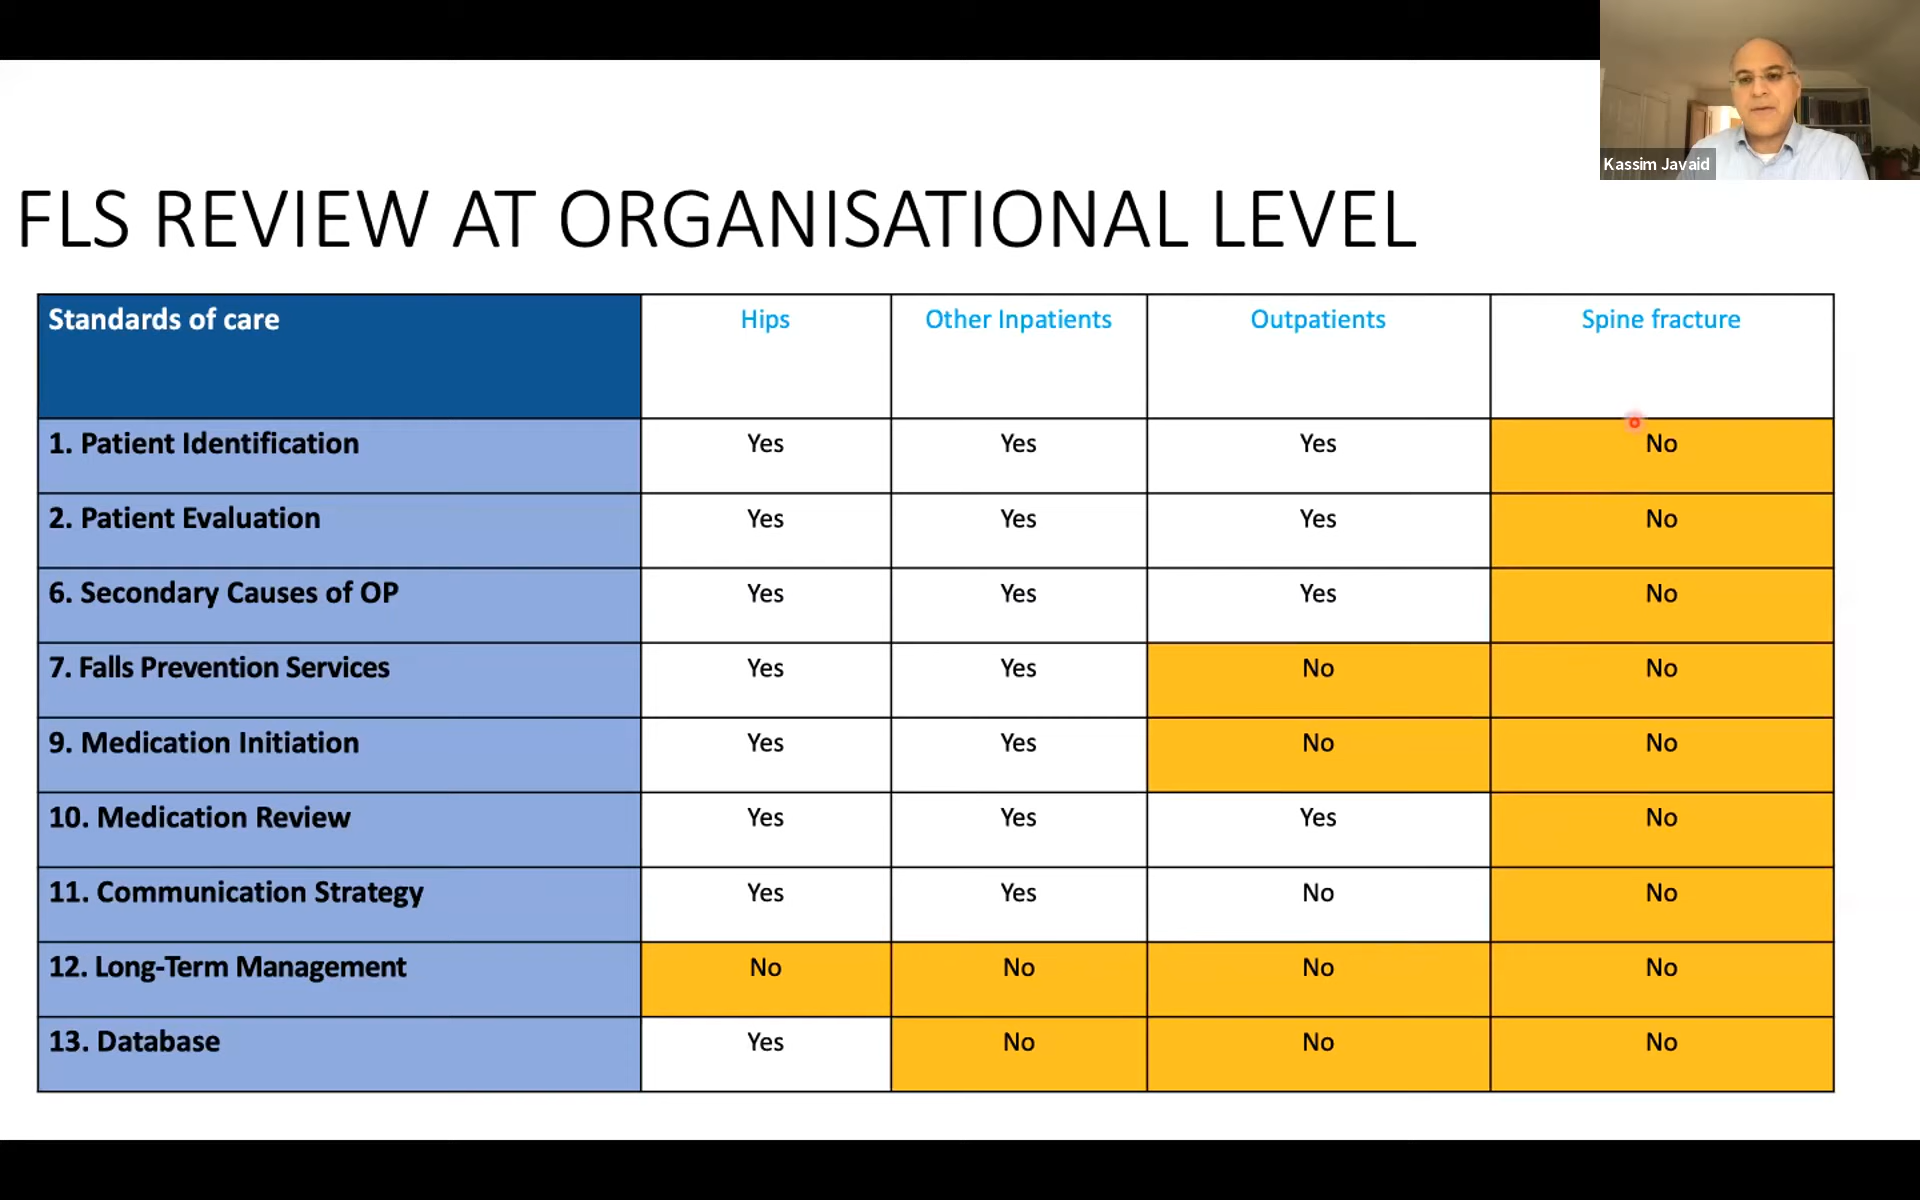 Kassim Javaid
FLS REVIEW AT ORGANISATIONAL LEVEL
Standards of care Hips Other Inpatients Outpatients Spine fracture
1. Patient Identification Yes Yes Yes No
2. Patient Evaluation Yes Yes Yes No
6. Secondary Causes of OP Yes Yes Yes No
7. Falls Prevention Services Yes Yes No No
9. Medication Initiation Yes Yes No No
10. Medication Review Yes Yes Yes No
11. Communication Strategy Yes Yes No No
12. Long-Term Management No No No No
13. Database Yes No No No